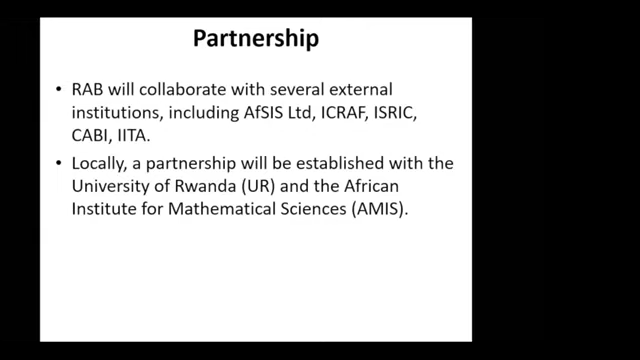 Partnership
• RAB will collaborate with several external
institutions, including AfSIS Ltd, ICRAF, ISRIC,
CABI, IITA.
• Locally, a partnership will be established with the
University of Rwanda (UR) and the African
Institute for Mathematical Sciences (AMIS).